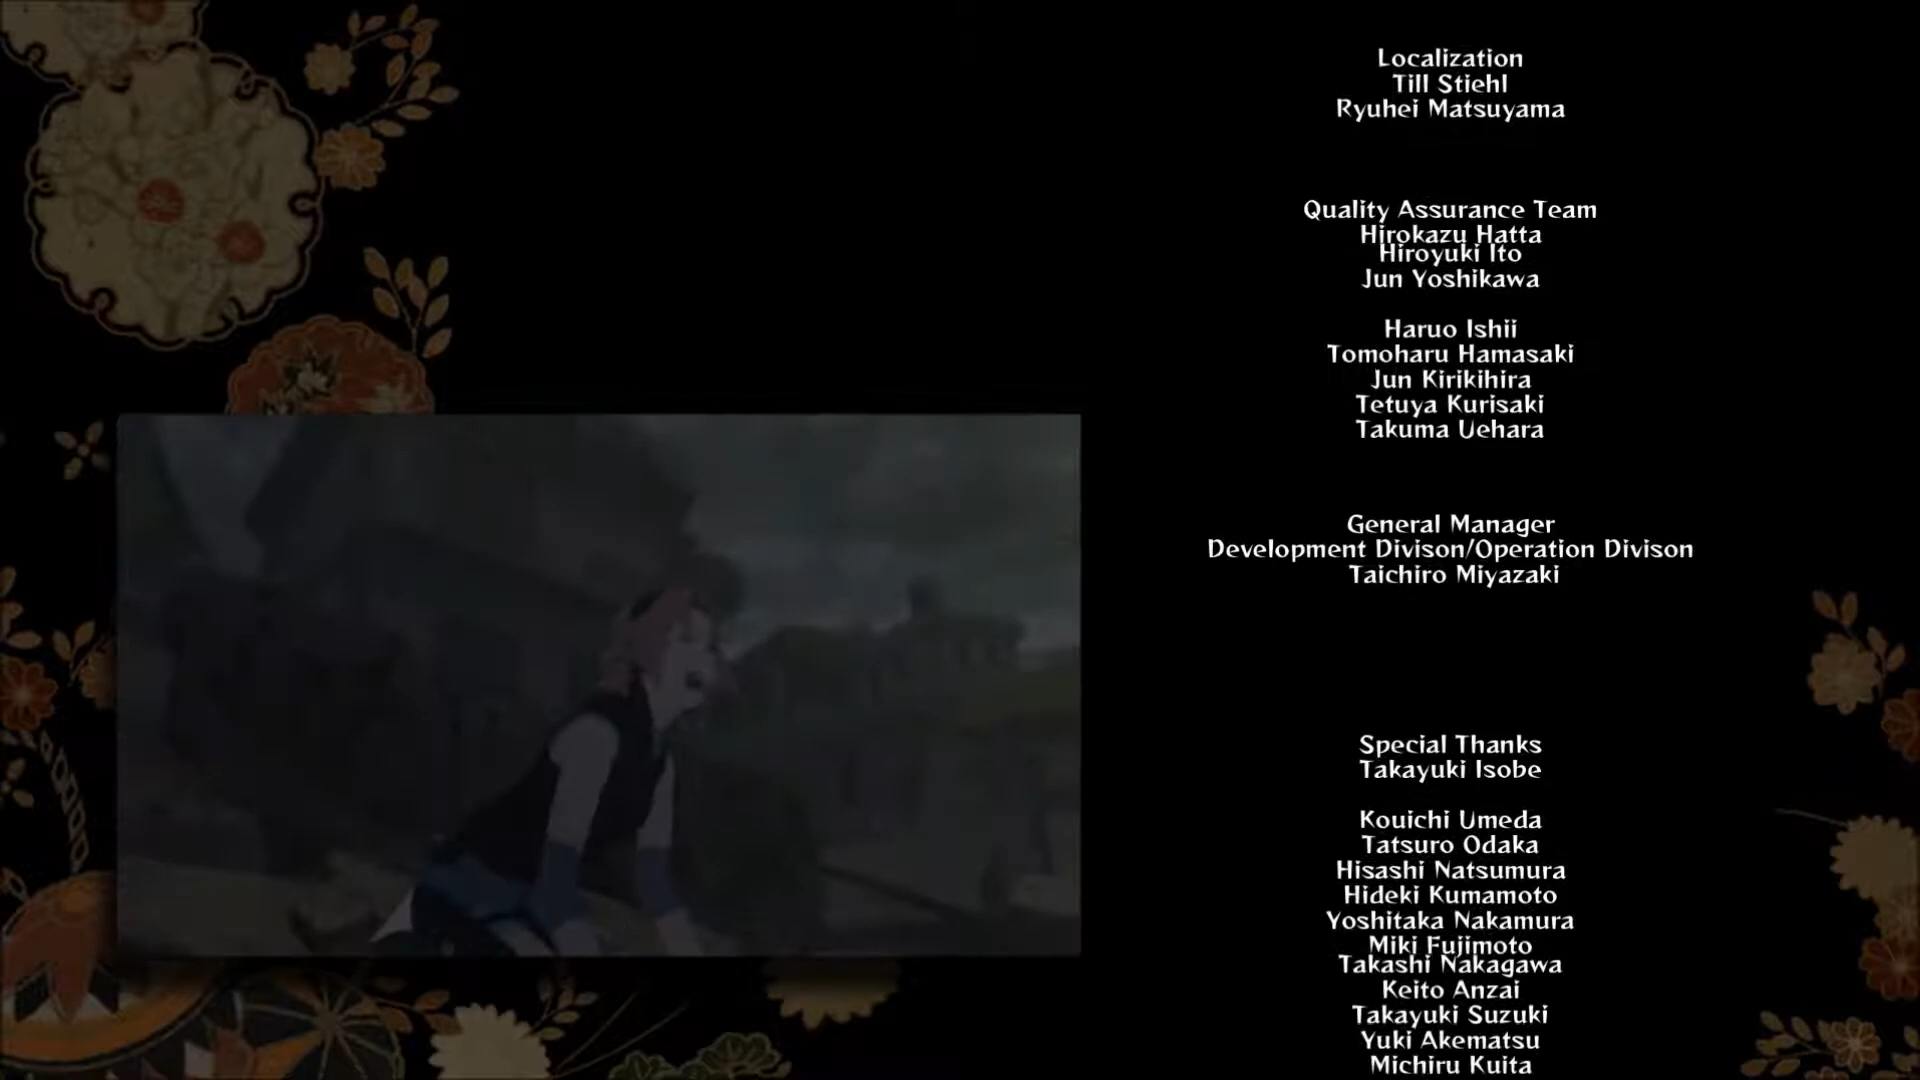 Localization
Till Stiehl
Ryuhei Matsuyama
Quality Assurance Team
Hirokazu Hatta
Hiroyuki Ito
Jun Yoshikawa
Haruo Ishii
Tomoharu Hamasaki
Jun Kirikihira
Tetuya Kurisaki
Takuma Uehara
General Manager
Development Divison/Operation Divison
Taichiro Miyazaki
Special Thanks
Takayuki Isobe
Kouichi Umeda
Tatsuro Odaka
Hisashi Natsumura
Hideki Kumamoto
Yoshitaka Nakamura
Miki Fujimoto
Takashi Nakagawa
Keito Anzai
Takayuki Suzuki
Yuki Akematsu
Michiru Kuita